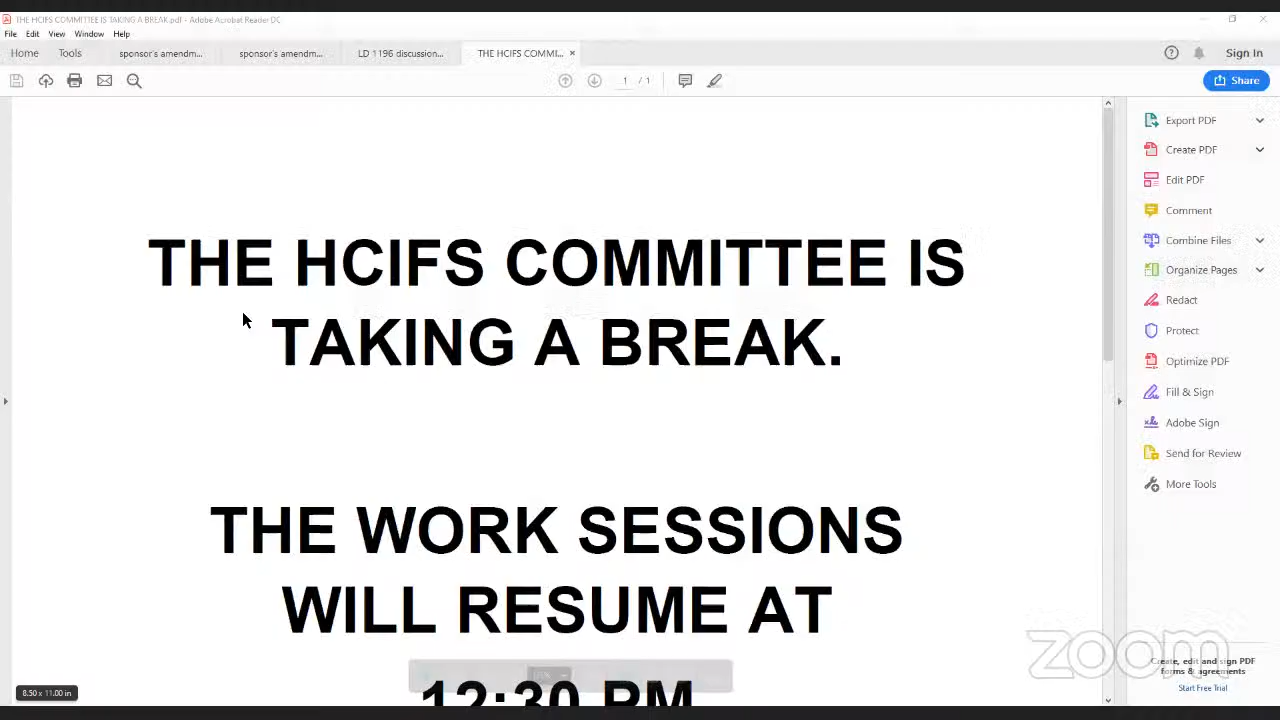 THE HCIFS COMMITTEE IS TAKING A BREAK.pdf - Adobe Acrobat Reader DC
File Edit View Window Help
Home Tools sponsor's amendm... sponsor's amendm... LD 1196 discussion... THE HCIFS COMMI... ×
Sign In
1 / 1
Share
THE HCIFS COMMITTEE IS
TAKING A BREAK.
THE WORK SESSIONS
WILL RESUME AT
12:30 PM
Export PDF
Create PDF
Edit PDF
Comment
Combine Files
Organize Pages
Redact
Protect
Optimize PDF
Fill & Sign
Adobe Sign
Send for Review
More Tools
Create, edit and sign PDF
forms & agreements
Start Free Trial
8.50 x 11.00 in
zoom